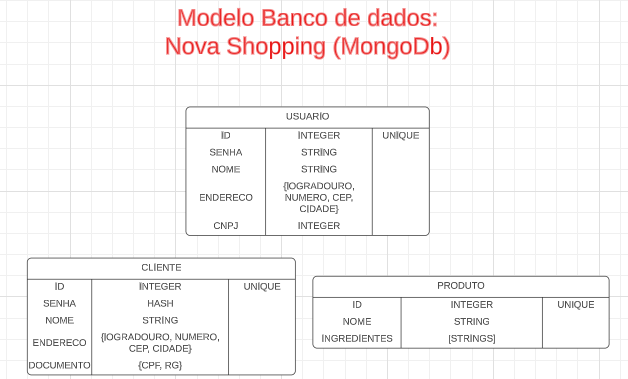 Modelo Banco de dados:
Nova Shopping (MongoDb)
USUARIO
ID INTEGER UNIQUE
SENHA STRING
NOME STRING
ENDERECO {lOGRADOURO,
NUMERO, CEP,
CIDADE}
CNPJ INTEGER
CLIENTE
ID INTEGER UNIQUE
SENHA HASH
NOME STRING
ENDERECO {lOGRADOURO, NUMERO,
CEP, CIDADE}
DOCUMENTO {CPF, RG}
PRODUTO
ID INTEGER UNIQUE
NOME STRING
INGREDIENTES [STRINGS]